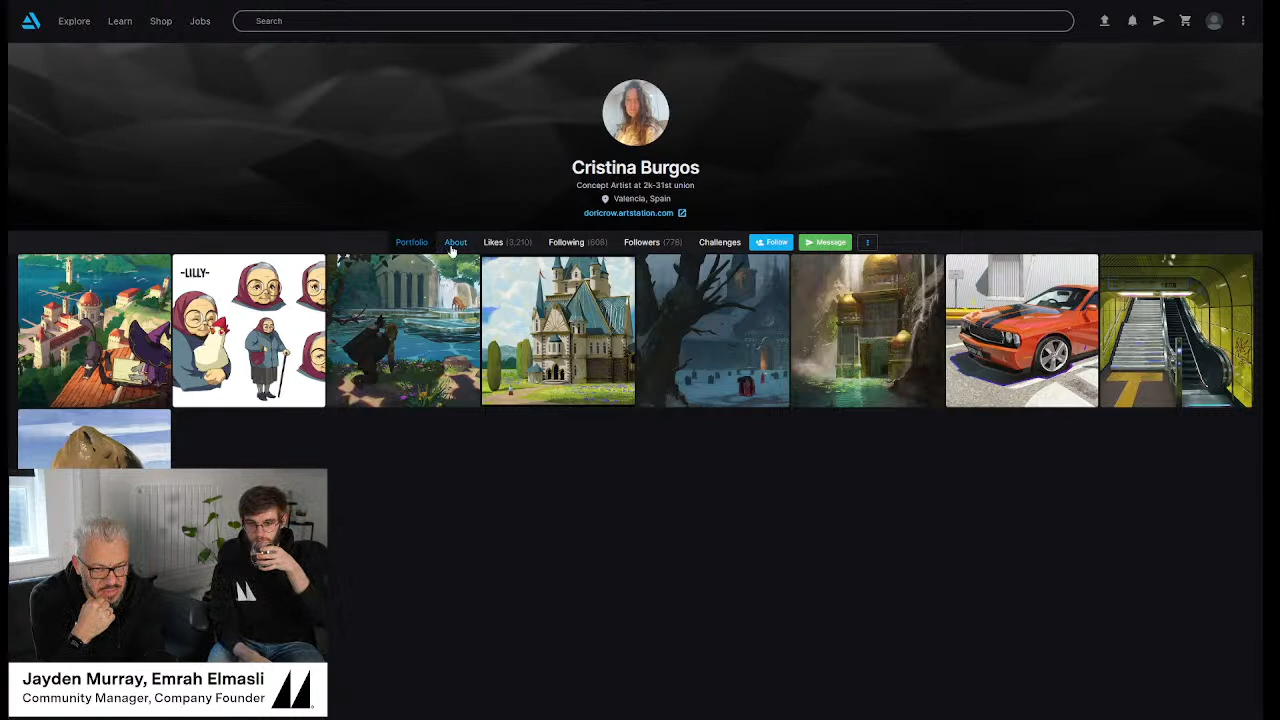 Explore Learn Shop Jobs Search
Cristina Burgos
Concept Artist at 2k-31st union
Valencia, Spain
doricrow.artstation.com
Portfolio About Likes (3,210) Following (608) Followers (778) Challenges Follow Message
-LILLY-
Jayden Murray, Emrah Elmasli
Community Manager, Company Founder